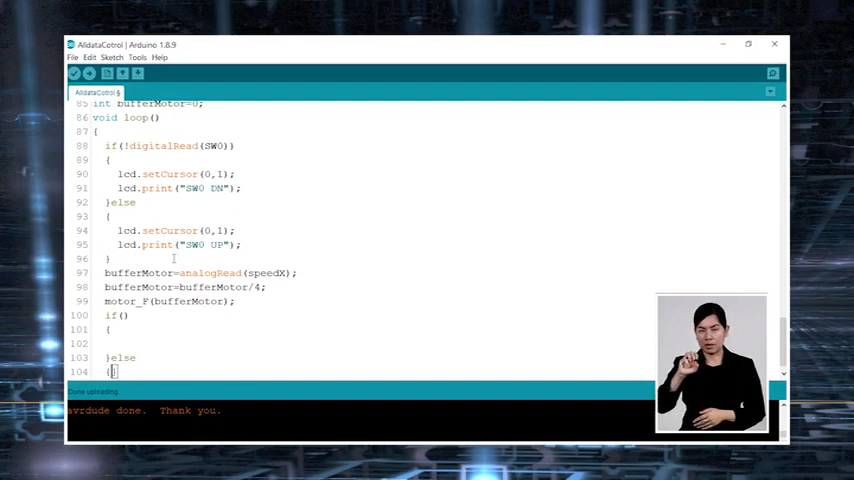 AlldataCotrol | Arduino 1.8.9
File Edit Sketch Tools Help
AlldataCotrol §
85 int bufferMotor=0;
86 void loop()
87 {
88 if(!digitalRead(SW0))
89 {
90 lcd.setCursor(0,1);
91 lcd.print("SW0 DN");
92 }else
93 {
94 lcd.setCursor(0,1);
95 lcd.print("SW0 UP");
96 }
97 bufferMotor=analogRead(speedX);
98 bufferMotor=bufferMotor/4;
99 motor_F(bufferMotor);
100 if()
101 {
102
103 }else
104 {}
Done uploading.
avrdude done.  Thank you.